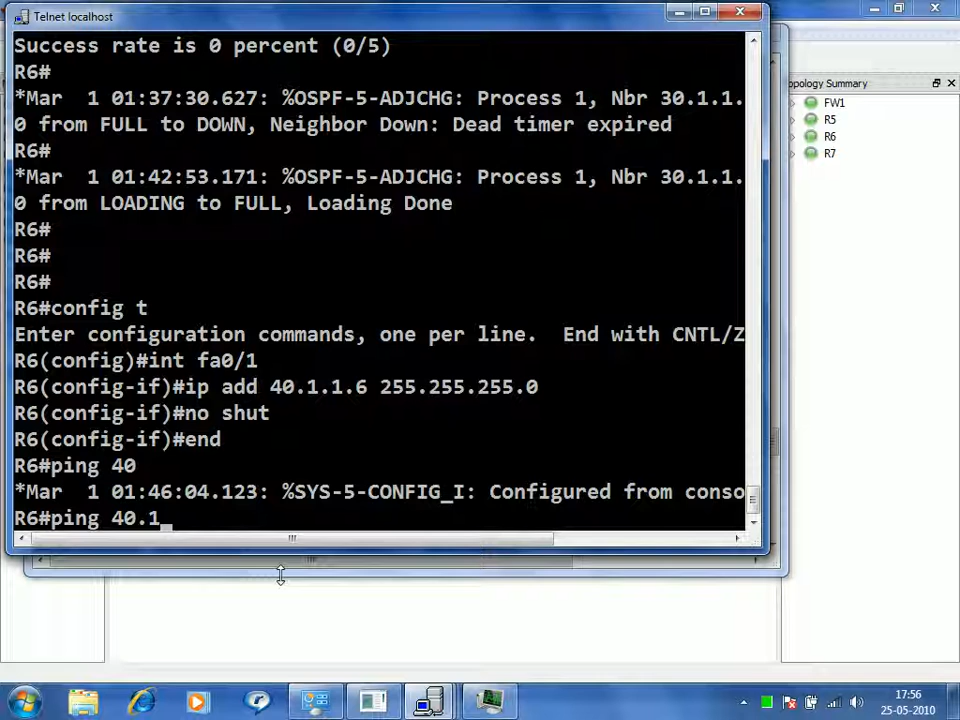 Telnet localhost
Success rate is 0 percent (0/5)
R6#
*Mar  1 01:37:30.627: %OSPF-5-ADJCHG: Process 1, Nbr 30.1.1.
0 from FULL to DOWN, Neighbor Down: Dead timer expired
R6#
*Mar  1 01:42:53.171: %OSPF-5-ADJCHG: Process 1, Nbr 30.1.1.
0 from LOADING to FULL, Loading Done
R6#
R6#
R6#
R6#config t
Enter configuration commands, one per line.  End with CNTL/Z
R6(config)#int fa0/1
R6(config-if)#ip add 40.1.1.6 255.255.255.0
R6(config-if)#no shut
R6(config-if)#end
R6#ping 40
*Mar  1 01:46:04.123: %SYS-5-CONFIG_I: Configured from conso
R6#ping 40.1_
opology Summary
FW1
R5
R6
R7
17:56
25-05-2010